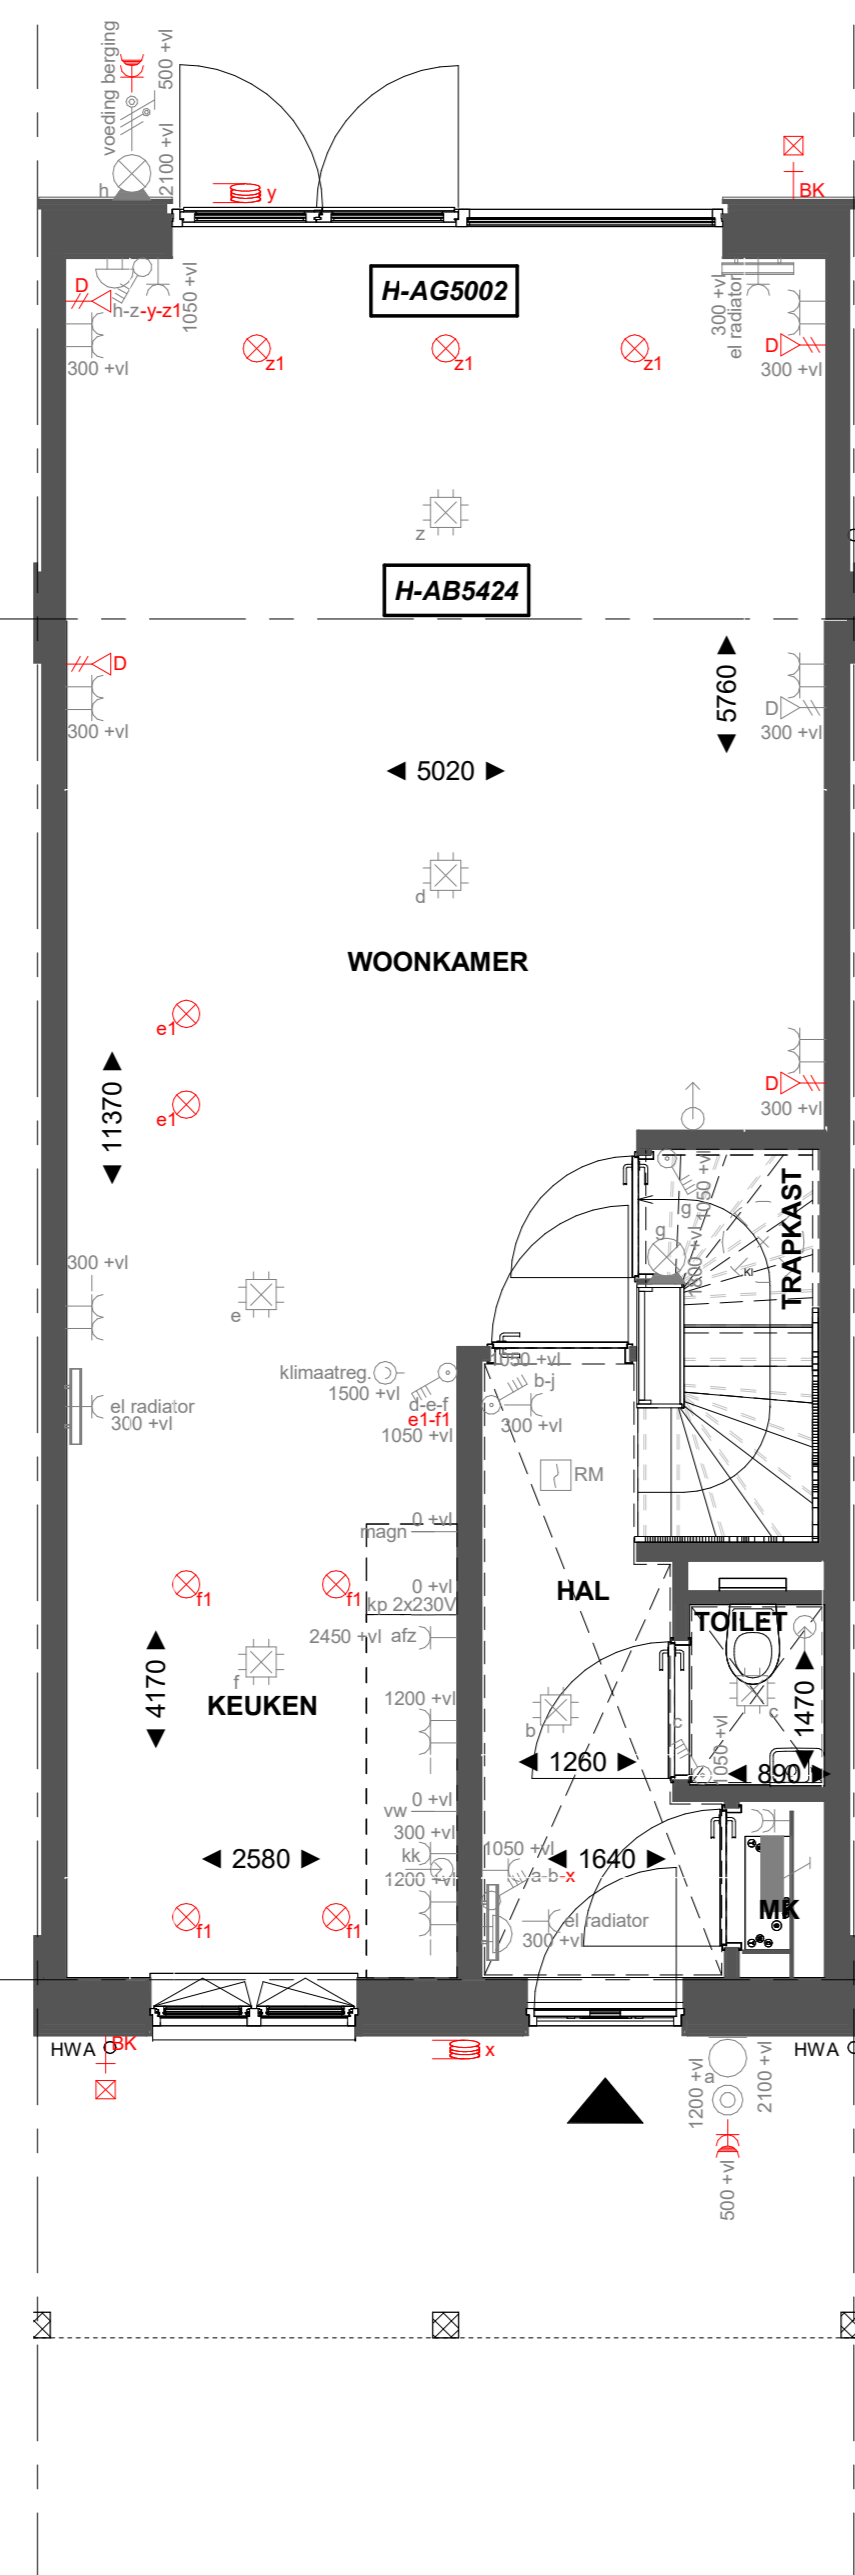 voeding berging
500 +vl
2100 +vl
h
y
BK
D
h-z-y-z1
1050 +vl
300 +vl
H-AG5002
300 +vl
el radiator
D
300 +vl
z1
z1
z1
z
H-AB5424
D
300 +vl
5760
D
300 +vl
5020
d
WOONKAMER
e1
e1
11370
D
300 +vl
1050 +vl
g
g
TRAPKAST
300 +vl
e
klimaatreg.
1500 +vl
d-e-f
e1-f1
1050 +vl
1050 +vl
b-j
300 +vl
el radiator
300 +vl
RM
magn
0 +vl
0 +vl
kp 2x230V
f1
f1
HAL
TOILET
2450 +vl
afz
4170
f
KEUKEN
1200 +vl
b
c
c
1470
1050 +vl
1260
890
vw
0 +vl
300 +vl
kk
1200 +vl
2580
1050 +vl
a-b-x
1640
el radiator
300 +vl
MK
f1
f1
HWA
BK
x
a
1200 +vl
2100 +vl
HWA
500 +vl